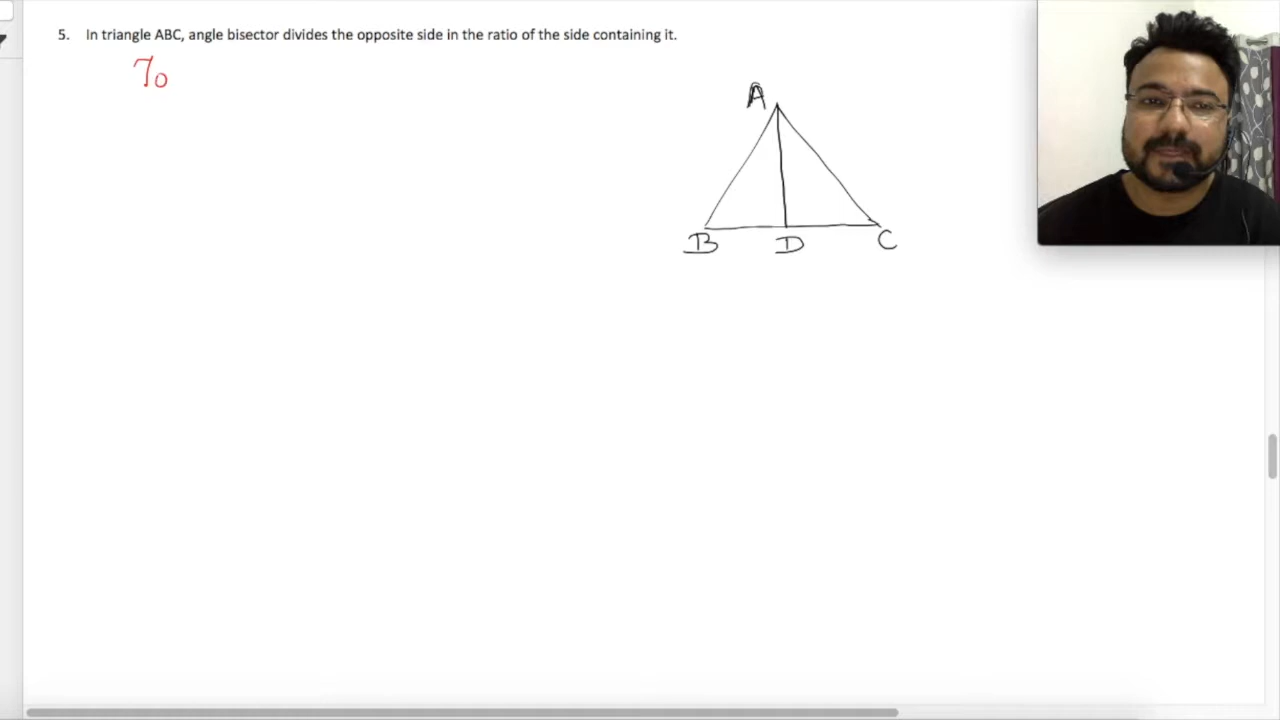 5. In triangle ABC, angle bisector divides the opposite side in the ratio of the side containing it.
To
A
B D C